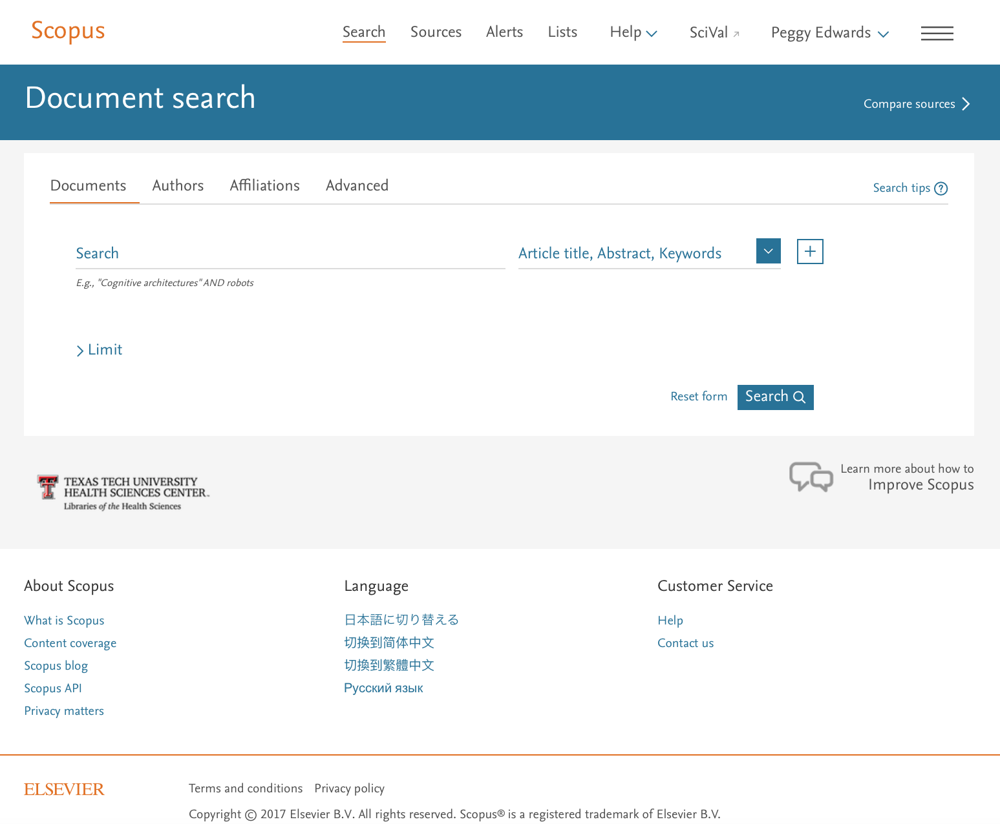 Scopus
Search Sources Alerts Lists Help SciVal Peggy Edwards
Document search
Compare sources
Documents Authors Affiliations Advanced
Search tips ?
Search
Article title, Abstract, Keywords
E.g., "Cognitive architectures" AND robots
Limit
Reset form Search
TEXAS TECH UNIVERSITY
HEALTH SCIENCES CENTER™
Libraries of the Health Sciences
Learn more about how to
Improve Scopus
About Scopus
What is Scopus
Content coverage
Scopus blog
Scopus API
Privacy matters
Language
日本語に切り替える
切换到简体中文
切換到繁體中文
Русский язык
Customer Service
Help
Contact us
ELSEVIER
Terms and conditions Privacy policy
Copyright © 2017 Elsevier B.V. All rights reserved. Scopus® is a registered trademark of Elsevier B.V.